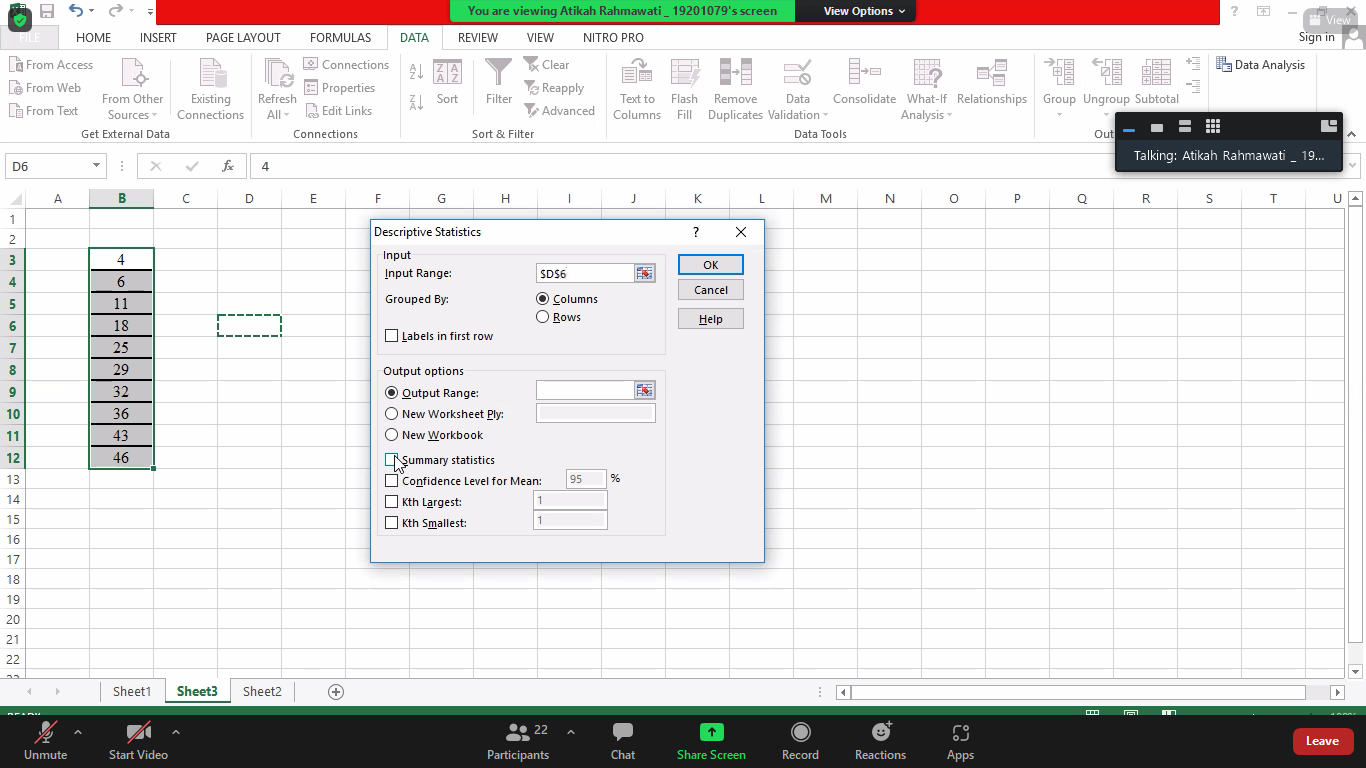 You are viewing Atikah Rahmawati _ 19201079's screen
View Options
View
FILE
HOME
INSERT
PAGE LAYOUT
FORMULAS
DATA
REVIEW
VIEW
NITRO PRO
Sign in
From Access
From Web
From Text
From Other
Sources
Existing
Connections
Refresh
All
Connections
Properties
Edit Links
Sort
Filter
Clear
Reapply
Advanced
Text to
Columns
Flash
Fill
Remove
Duplicates
Data
Validation
Consolidate
What-If
Analysis
Relationships
Group
Ungroup
Subtotal
Data Analysis
Get External Data
Connections
Sort & Filter
Data Tools
Talking: Atikah Rahmawati _ 19...
D6
fx
4
A B C D E F G H I J K L M N O P Q R S T U
1
2
3 4
4 6
5 11
6 18
7 25
8 29
9 32
10 36
11 43
12 46
13
14
15
16
17
18
19
20
21
22
Descriptive Statistics
?
Input
Input Range:
$D$6
Grouped By:
Columns
Rows
Labels in first row
OK
Cancel
Help
Output options
Output Range:
New Worksheet Ply:
New Workbook
Summary statistics
Confidence Level for Mean:
95 %
Kth Largest:
1
Kth Smallest:
1
Sheet1
Sheet3
Sheet2
Unmute
Start Video
Participants
22
Chat
Share Screen
Record
Reactions
Apps
Leave